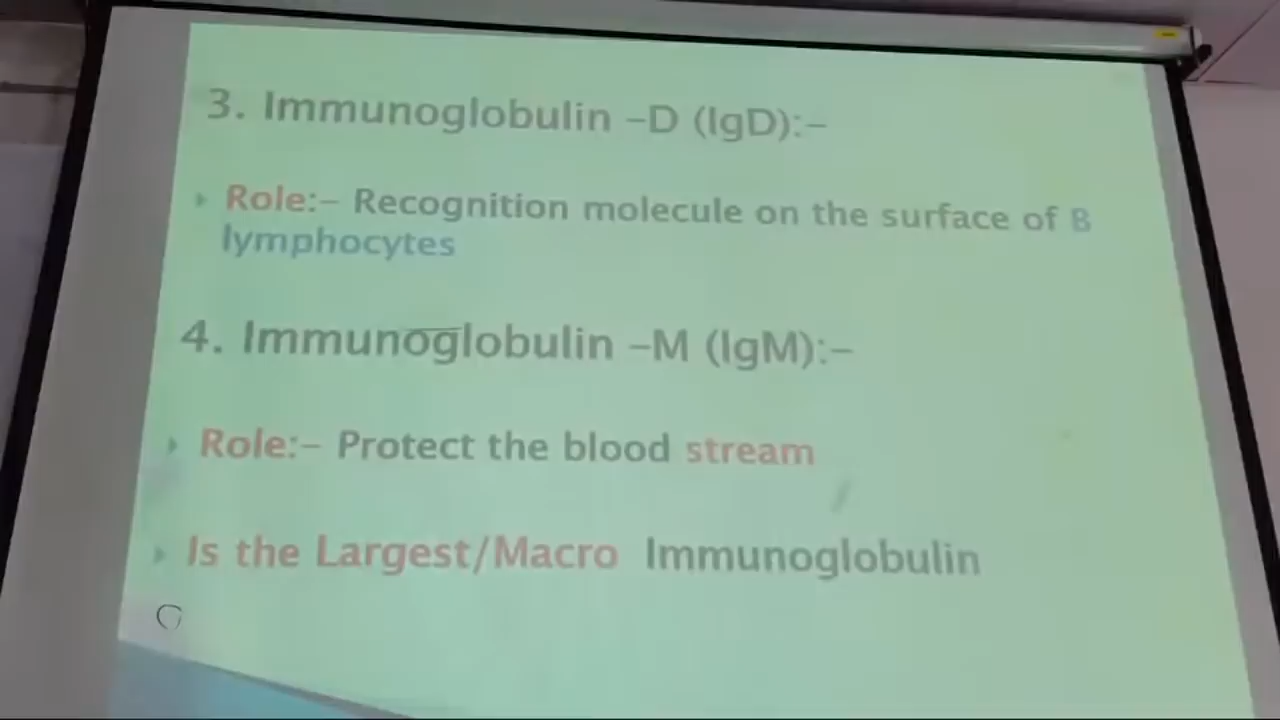 3. Immunoglobulin –D (IgD):–
Role:– Recognition molecule on the surface of B
lymphocytes
4. Immunoglobulin –M (IgM):–
Role:– Protect the blood stream
Is the Largest/Macro Immunoglobulin